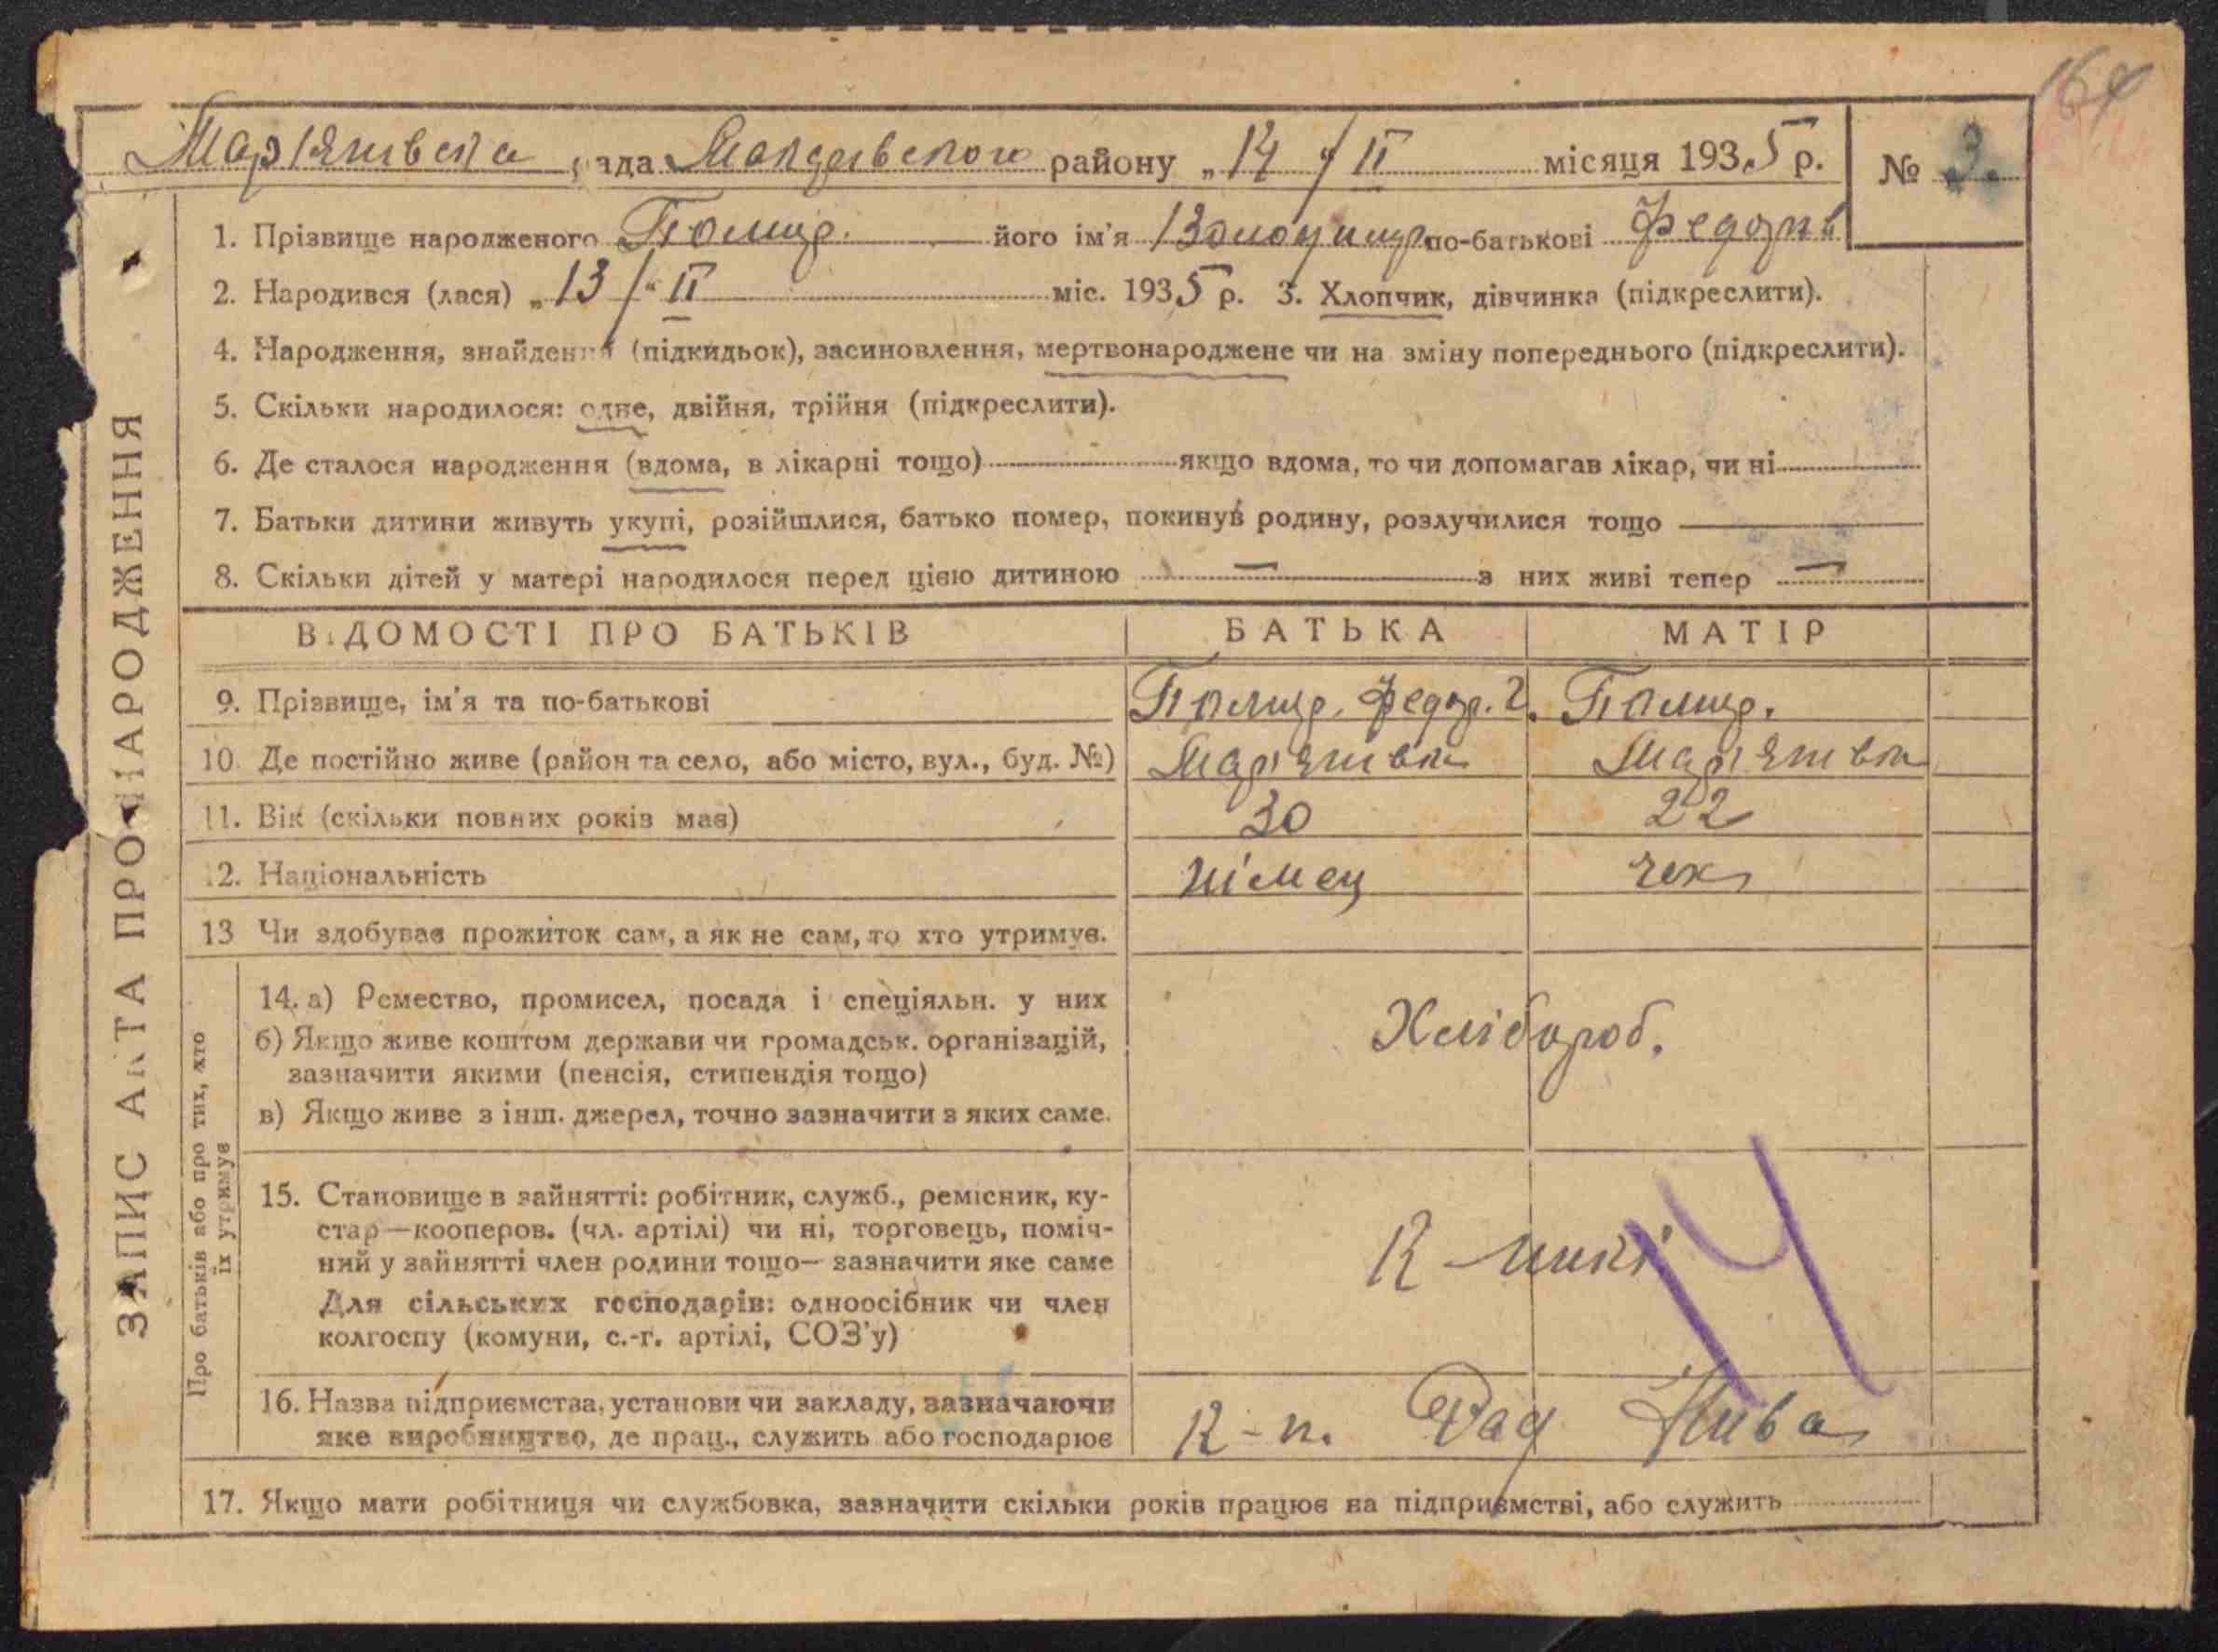 164
Мар'янівська рада Макарівського району „14“/II місяця 1935 р. № 3.
1. Прізвище народженого його ім'я Володимир по-батькові Федорів
2. Народився (лася) „13/“ II міс. 1935 р. 3. Хлопчик, дівчинка (підкреслити).
4. Народження, знайдення (підкидьок), засиновлення, мертвонароджене чи на зміну попереднього (підкреслити).
5. Скільки народилося: одне, двійня, трійня (підкреслити).
6. Де сталося народження (вдома, в лікарні тощо) якщо вдома, то чи допомагав лікар, чи ні
7. Батьки дитини живуть укупі, розійшлися, батько помер, покинув родину, розлучилися тощо
8. Скільки дітей у матері народилося перед цією дитиною — з них живі тепер —
ВІДОМОСТІ ПРО БАТЬКІВ БАТЬКА МАТІР
9. Прізвище, ім'я та по-батькові Федор. Г.
10. Де постійно живе (район та село, або місто, вул., буд. №) Мар'янівка Мар'янівка
11. Вік (скільки повних років має) 30 22
12. Національність німец чех
13 Чи здобуває прожиток сам, а як не сам, то хто утримує.
14. а) Ремество, промисел, посада і спеціяльн. у них Хлібороб.
б) Якщо живе коштом держави чи громадськ. організацій,
зазначити якими (пенсія, стипендія тощо)
в) Якщо живе з інш. джерел, точно зазначити з яких саме.
15. Становище в зайнятті: робітник, служб., ремісник, ку-
стар—кооперов. (чл. артілі) чи ні, торговець, поміч-
ний у зайнятті член родини тощо— зазначити яке саме
Для сільських господарів: одноосібник чи член
колгоспу (комуни, с.-г. артілі, СОЗ'у)
14
16. Назва підприємства, установи чи закладу, зазначаючи
яке виробництво, де прац., служить або господарює Рад Нива
17. Якщо мати робітниця чи службовка, зазначити скільки років працює на підприємстві, або служить
ЗАПИС АКТА ПРО НАРОДЖЕННЯ
Про батьків або про тих, хто
їх утримує